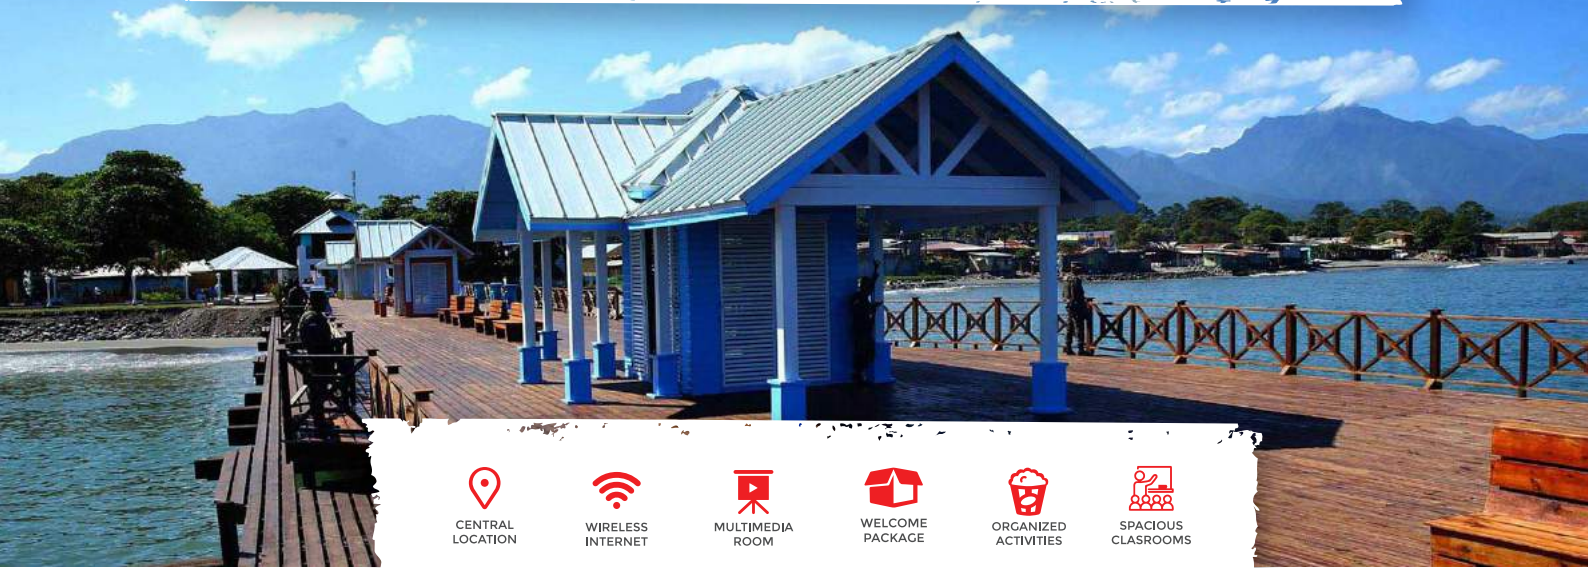 CENTRAL
LOCATION
WIRELESS
INTERNET
MULTIMEDIA
ROOM
WELCOME
PACKAGE
ORGANIZED
ACTIVITIES
SPACIOUS
CLASROOMS